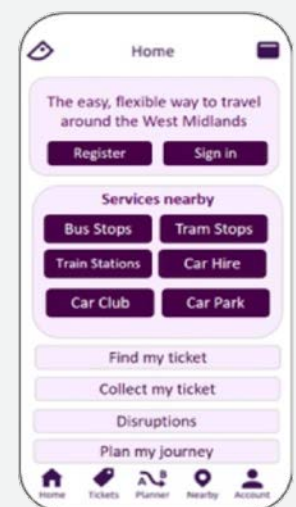 Home
The easy, flexible way to travel
around the West Midlands
Register Sign in
Services nearby
Bus Stops Tram Stops
Train Stations Car Hire
Car Club Car Park
Find my ticket
Collect my ticket
Disruptions
Plan my journey
A B
Home Tickets Planner Nearby Account